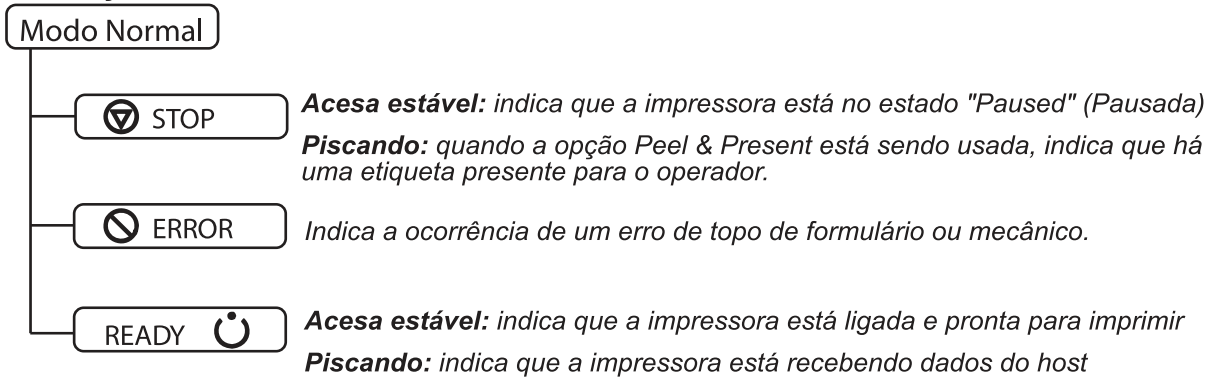 Modo Normal
STOP
Acesa estável: indica que a impressora está no estado "Paused" (Pausada)
Piscando: quando a opção Peel & Present está sendo usada, indica que há
uma etiqueta presente para o operador.
ERROR
Indica a ocorrência de um erro de topo de formulário ou mecânico.
READY
Acesa estável: indica que a impressora está ligada e pronta para imprimir
Piscando: indica que a impressora está recebendo dados do host